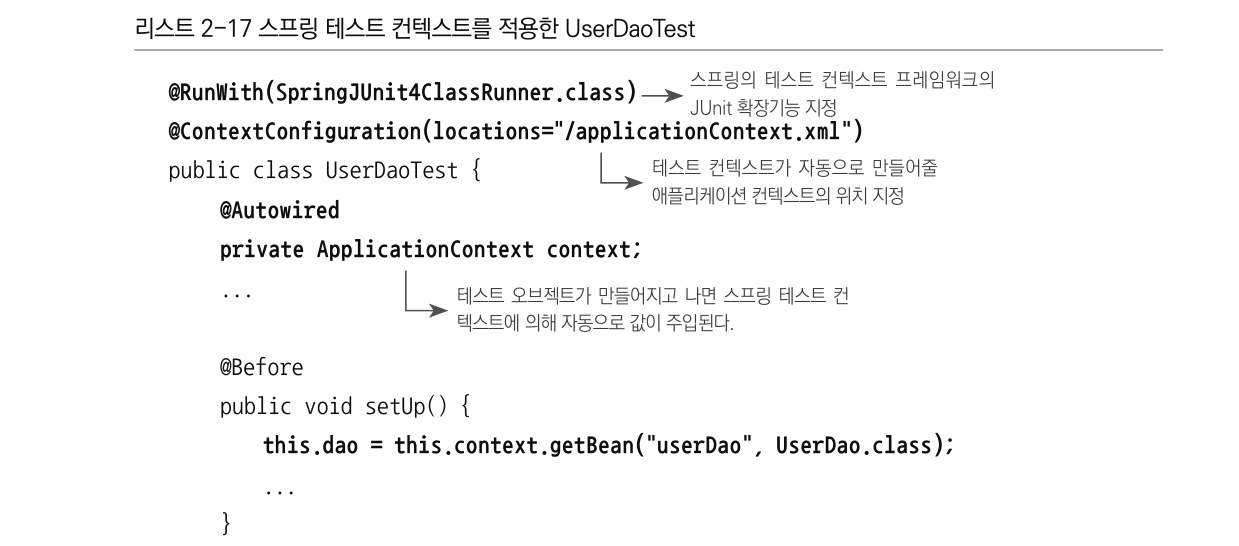 리스트 2-17 스프링 테스트 컨텍스트를 적용한 UserDaoTest
@RunWith(SpringJUnit4ClassRunner.class)
스프링의 테스트 컨텍스트 프레임워크의
JUnit 확장기능 지정
@ContextConfiguration(locations="/applicationContext.xml")
public class UserDaoTest {
테스트 컨텍스트가 자동으로 만들어줄
애플리케이션 컨텍스트의 위치 지정
@Autowired
private ApplicationContext context;
...
테스트 오브젝트가 만들어지고 나면 스프링 테스트 컨
텍스트에 의해 자동으로 값이 주입된다.
@Before
public void setUp() {
this.dao = this.context.getBean("userDao", UserDao.class);
...
}